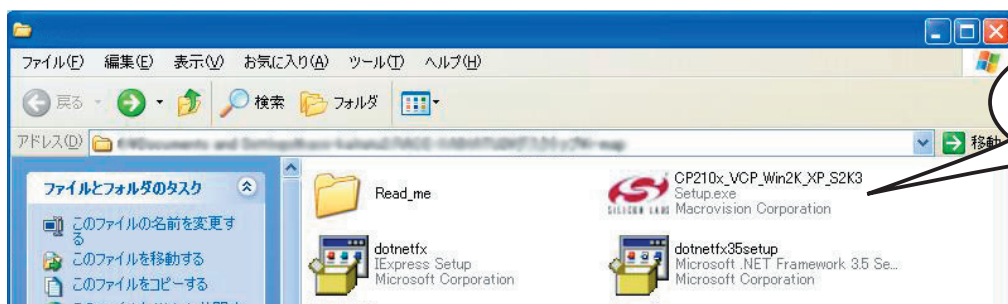 ファイル(F) 編集(E) 表示(V) お気に入り(A) ツール(T) ヘルプ(H)
戻る 検索 フォルダ
アドレス(D) 移動
ファイルとフォルダのタスク
このファイルの名前を変更す
る
このファイルを移動する
このファイルをコピーする
Read_me
CP210x_VCP_Win2K_XP_S2K3
Setup.exe
Macrovision Corporation
SILICON LABS
dotnetfx
IExpress Setup
Microsoft Corporation
dotnetfx35setup
Microsoft .NET Framework 3.5 Se...
Microsoft Corporation